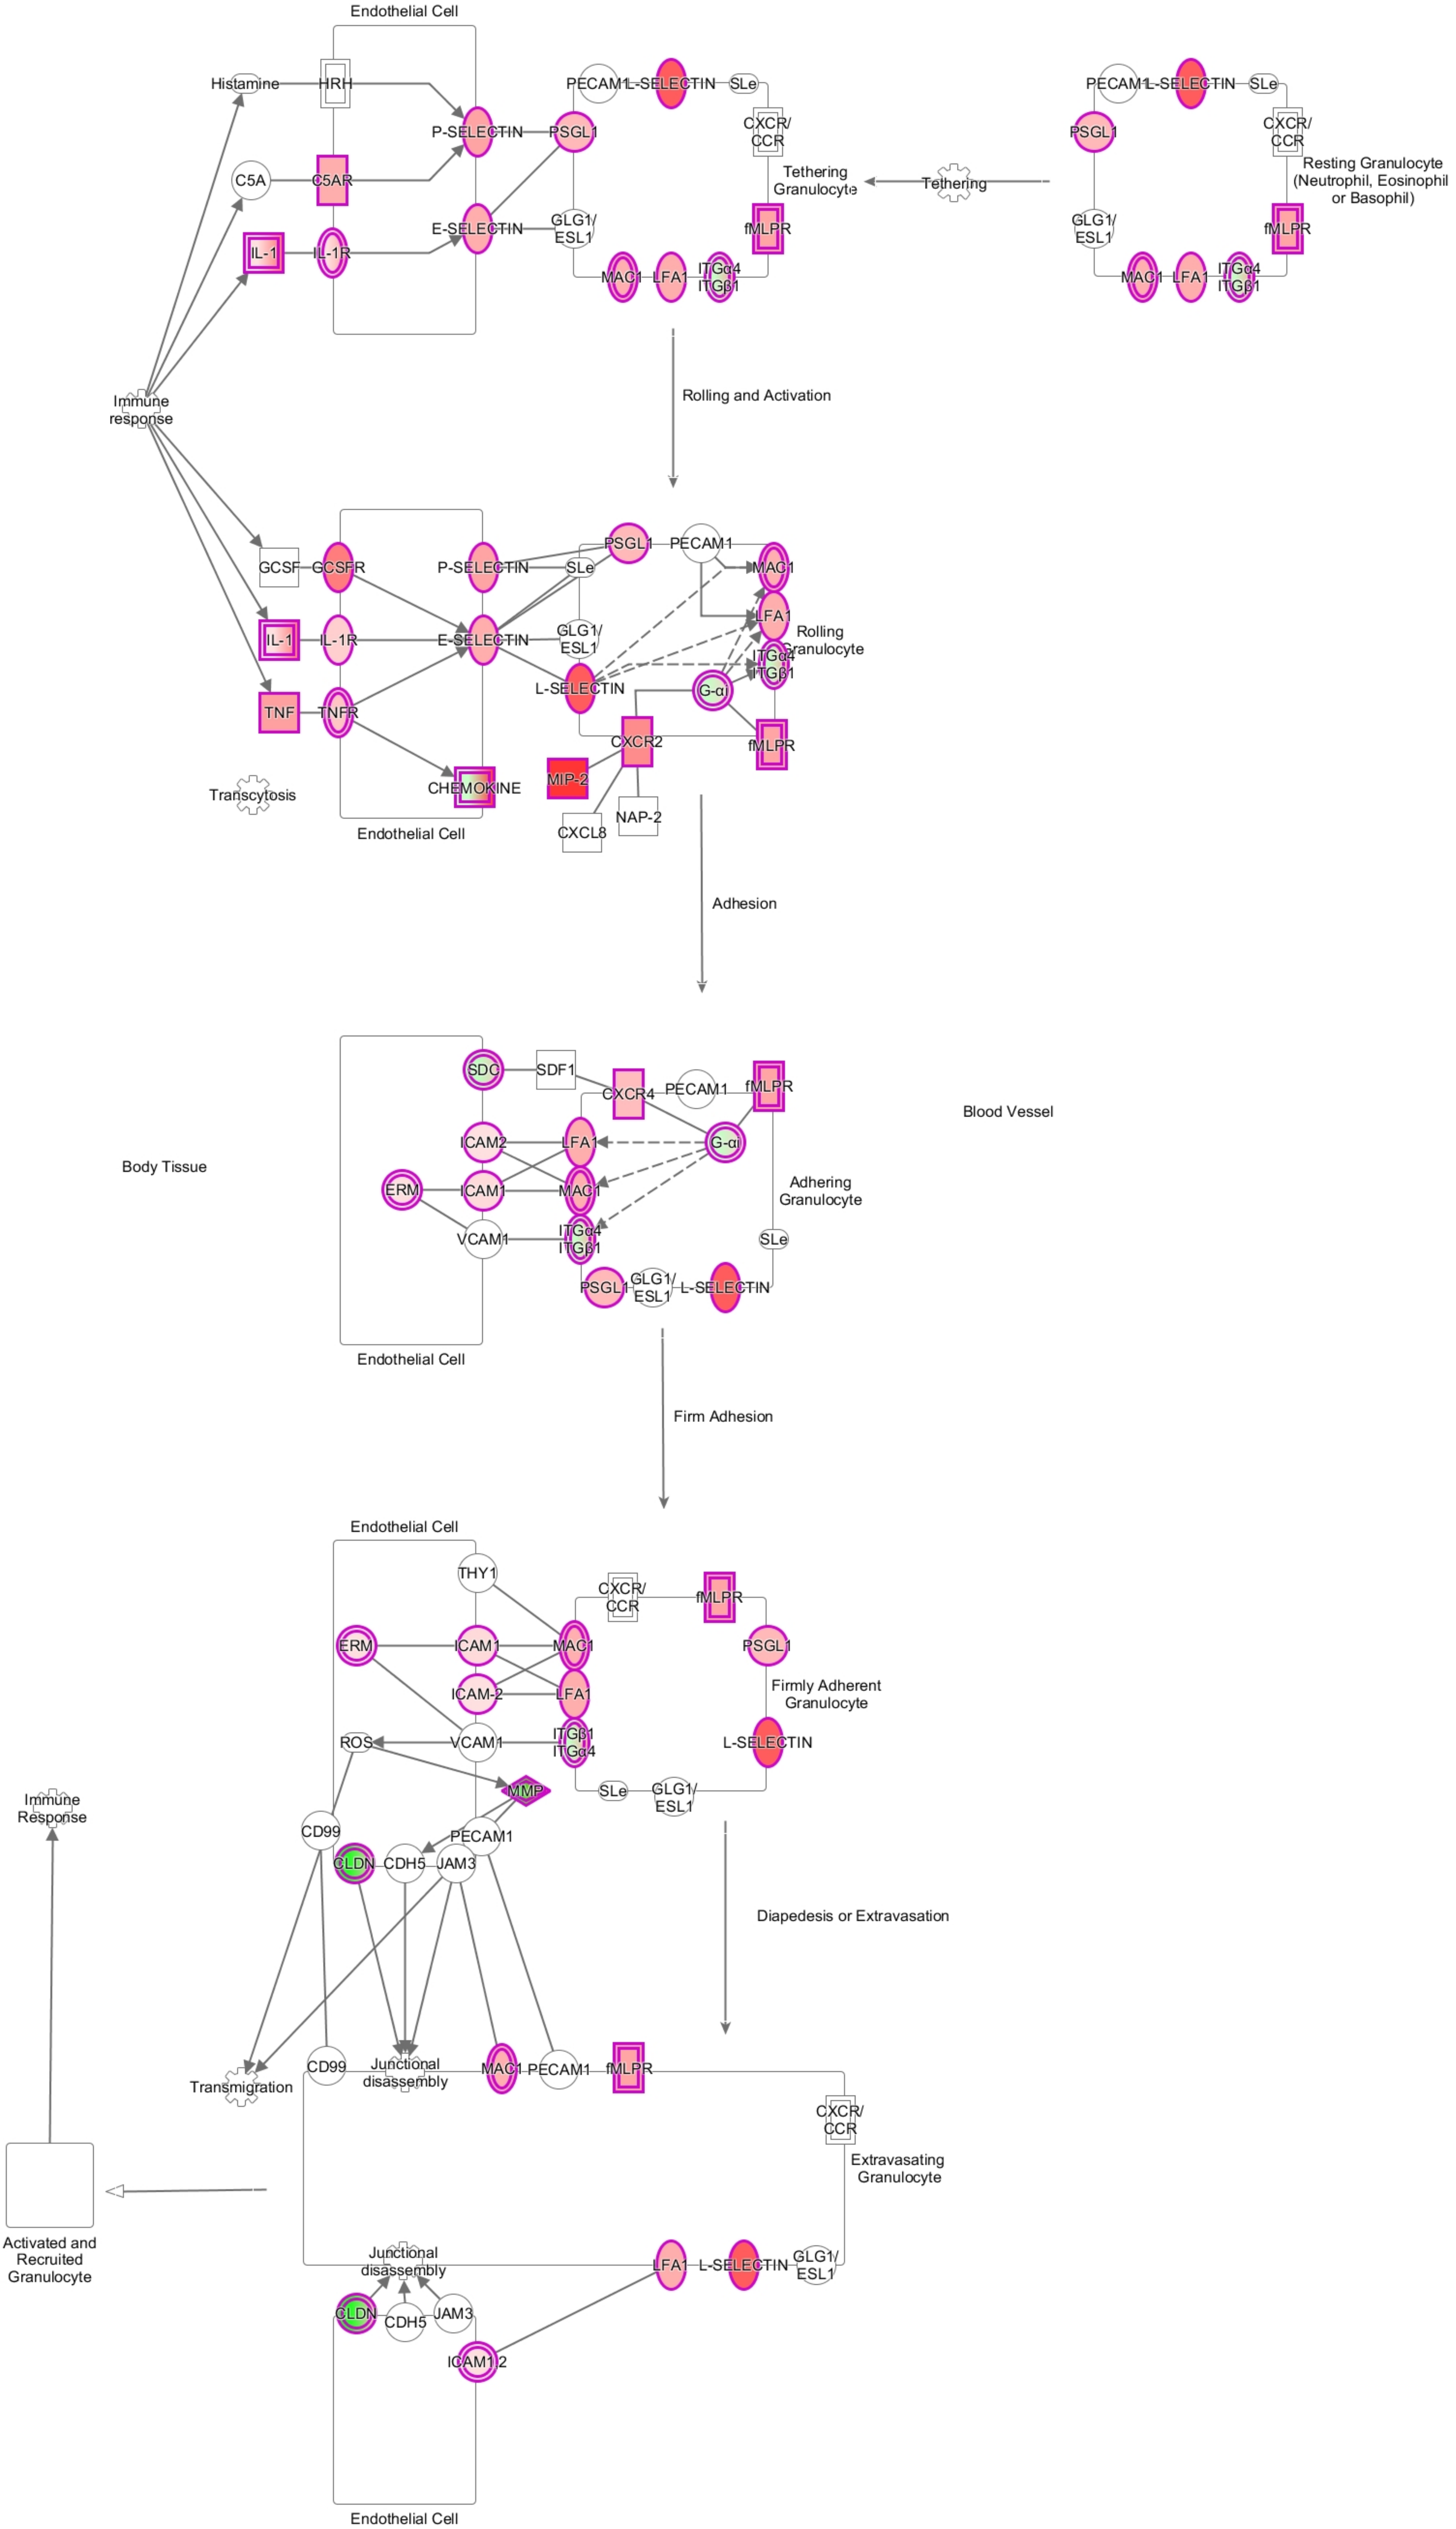 Endothelial Cell
Histamine
HRH
PECAM1
L-SELECTIN
SLe
PECAM1
L-SELECTIN
SLe
P-SELECTIN
PSGL1
CXCR/
CCR
PSGL1
CXCR/
CCR
C5A
C5AR
Tethering
Granulocyte
Tethering
Resting Granulocyte
(Neutrophil, Eosinophil
or Basophil)
E-SELECTIN
GLG1/
ESL1
fMLPR
GLG1/
ESL1
fMLPR
IL-1
IL-1R
MAC1
LFA1
ITGα4
ITGβ1
MAC1
LFA1
ITGα4
ITGβ1
Immune
response
Rolling and Activation
GCSF
GCSFR
P-SELECTIN
SLe
PSGL1
PECAM1
MAC1
LFA1
IL-1
IL-1R
E-SELECTIN
GLG1/
ESL1
Rolling
Granulocyte
ITGα4
ITGβ1
L-SELECTIN
G-αi
TNF
TNFR
CXCR2
fMLPR
Transcytosis
CHEMOKINE
MIP-2
NAP-2
CXCL8
Endothelial Cell
Adhesion
SDC
SDF1
CXCR4
PECAM1
fMLPR
Blood Vessel
ICAM2
LFA1
G-αi
Body Tissue
ERM
ICAM1
MAC1
Adhering
Granulocyte
VCAM1
ITGα4
ITGβ1
SLe
PSGL1
GLG1/
ESL1
L-SELECTIN
Endothelial Cell
Firm Adhesion
Endothelial Cell
THY1
CXCR/
CCR
fMLPR
ERM
ICAM1
MAC1
PSGL1
ICAM-2
LFA1
Firmly Adherent
Granulocyte
ROS
VCAM1
ITGβ1
ITGα4
L-SELECTIN
MMP
SLe
GLG1/
ESL1
Immune
Response
CD99
PECAM1
CLDN
CDH5
JAM3
Diapedesis or Extravasation
Transmigration
CD99
Junctional
disassembly
MAC1
PECAM1
fMLPR
CXCR/
CCR
Extravasating
Granulocyte
Activated and
Recruited
Granulocyte
Junctional
disassembly
LFA1
L-SELECTIN
GLG1/
ESL1
CLDN
CDH5
JAM3
ICAM1,2
Endothelial Cell